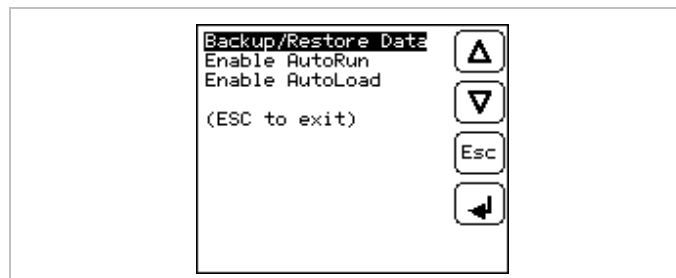 Backup/Restore Data
Enable AutoRun
Enable AutoLoad
(ESC to exit)
Esc